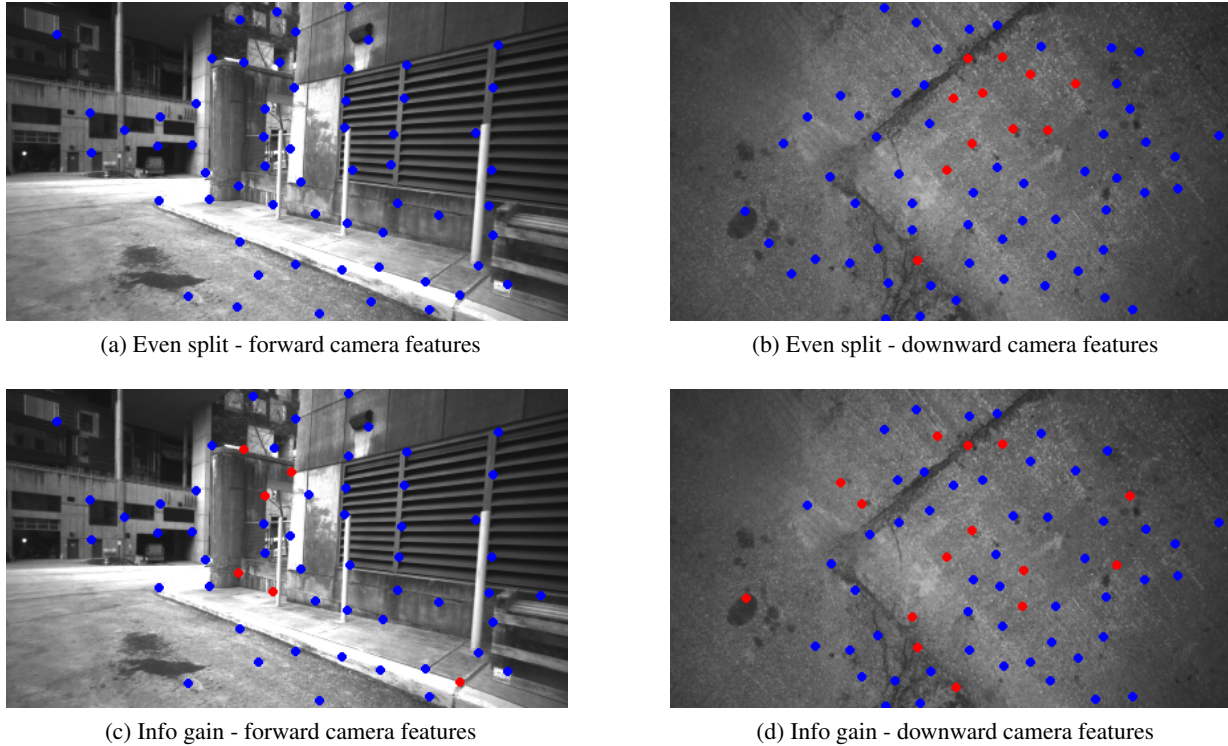 (a) Even split - forward camera features
(b) Even split - downward camera features
(c) Info gain - forward camera features
(d) Info gain - downward camera features